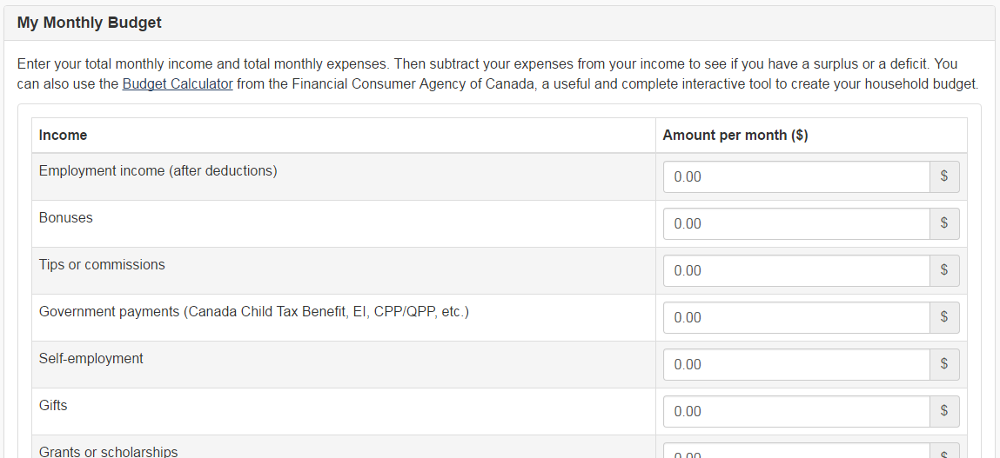 My Monthly Budget
Enter your total monthly income and total monthly expenses. Then subtract your expenses from your income to see if you have a surplus or a deficit. You
can also use the Budget Calculator from the Financial Consumer Agency of Canada, a useful and complete interactive tool to create your household budget.
Income Amount per month ($)
Employment income (after deductions) 0.00 $
Bonuses 0.00 $
Tips or commissions 0.00 $
Government payments (Canada Child Tax Benefit, EI, CPP/QPP, etc.) 0.00 $
Self-employment 0.00 $
Gifts 0.00 $
Grants or scholarships 0.00 $